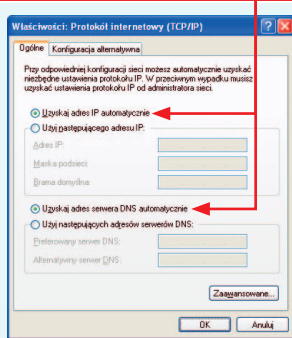 Właściwości: Protokół internetowy (TCP/IP)
Ogólne
Konfiguracja alternatywna
Przy odpowiedniej konfiguracji sieci możesz automatycznie uzyskać
niezbędne ustawienia protokołu IP. W przeciwnym wypadku musisz
uzyskać ustawienia protokołu IP od administratora sieci.
Uzyskaj adres IP automatycznie
Użyj następującego adresu IP:
Adres IP:
Maska podsieci:
Brama domyślna:
Uzyskaj adres serwera DNS automatycznie
Użyj następujących adresów serwerów DNS:
Preferowany serwer DNS:
Alternatywny serwer DNS:
Zaawansowane...
OK
Anuluj